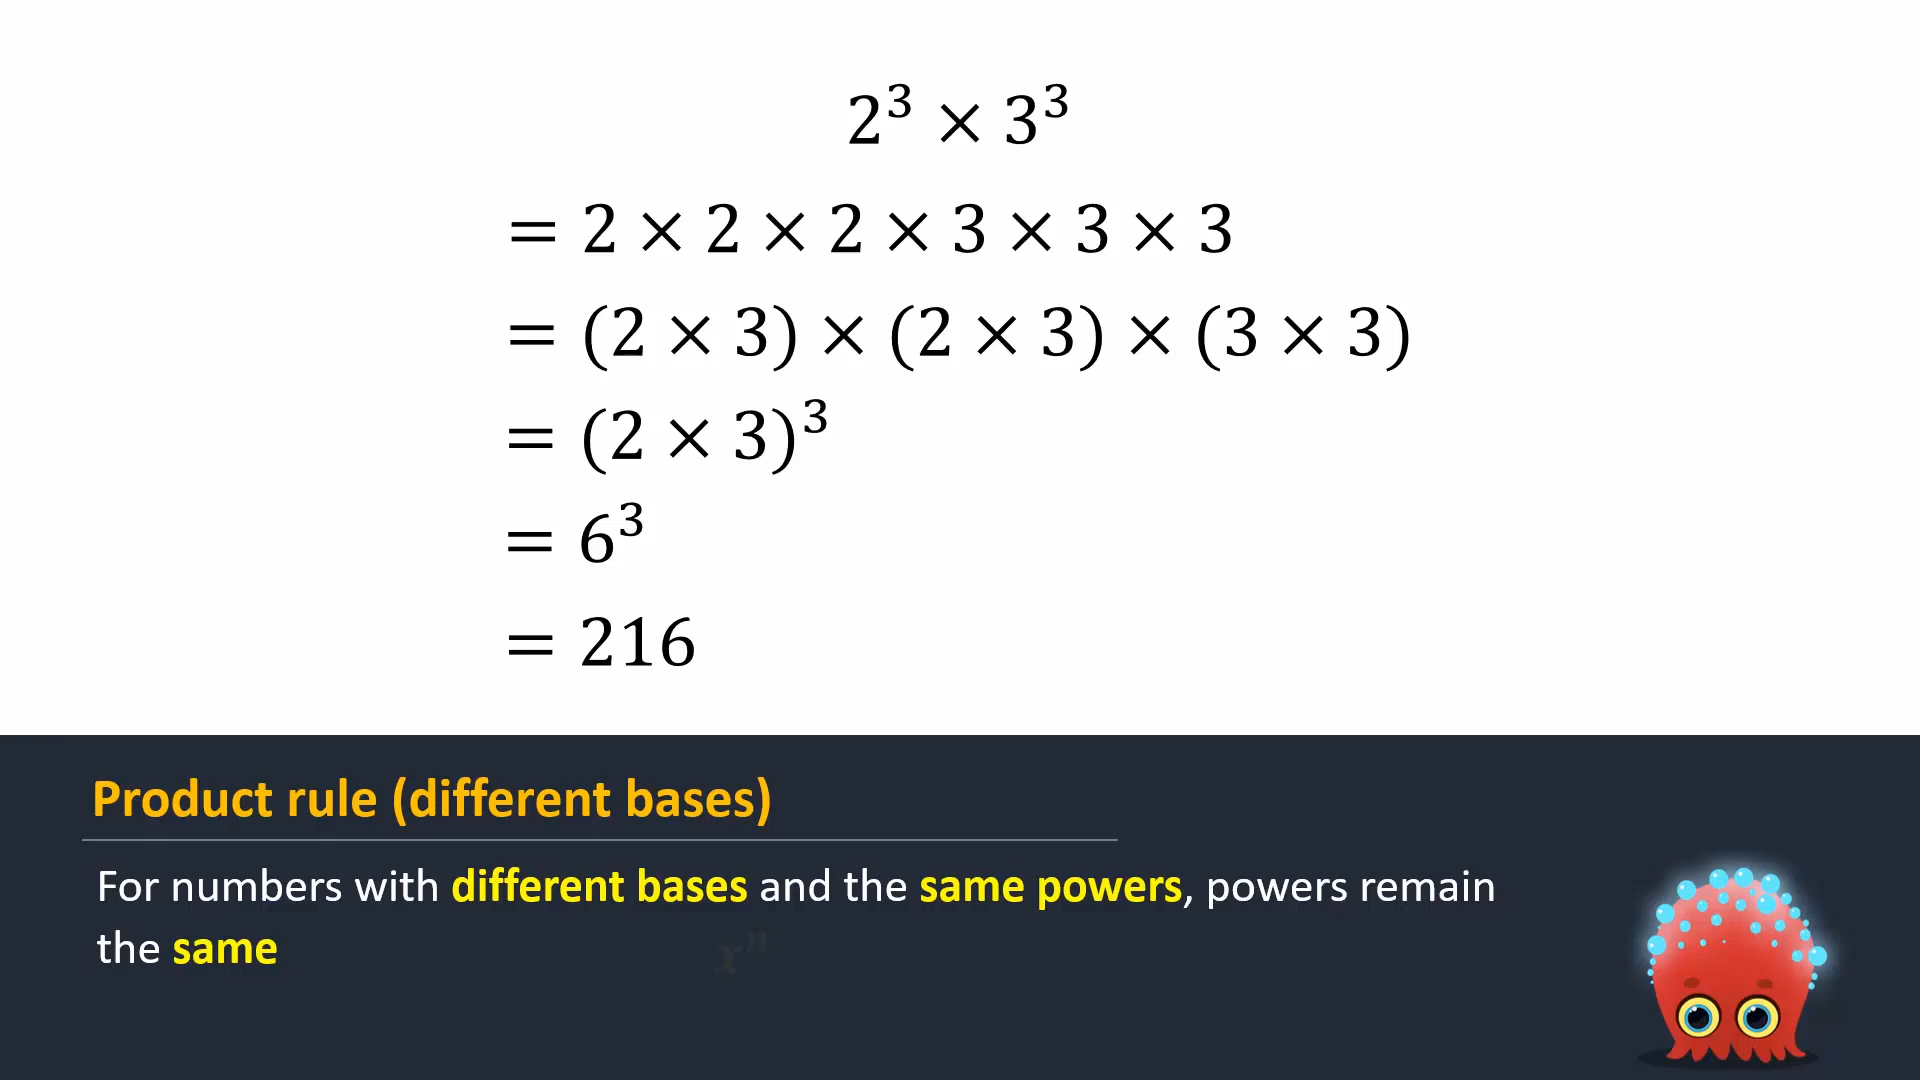 2³ × 3³
= 2 × 2 × 2 × 3 × 3 × 3
= (2 × 3) × (2 × 3) × (3 × 3)
= (2 × 3)³
= 6³
= 216
Product rule (different bases)
For numbers with different bases and the same powers, powers remain
the same
xⁿ